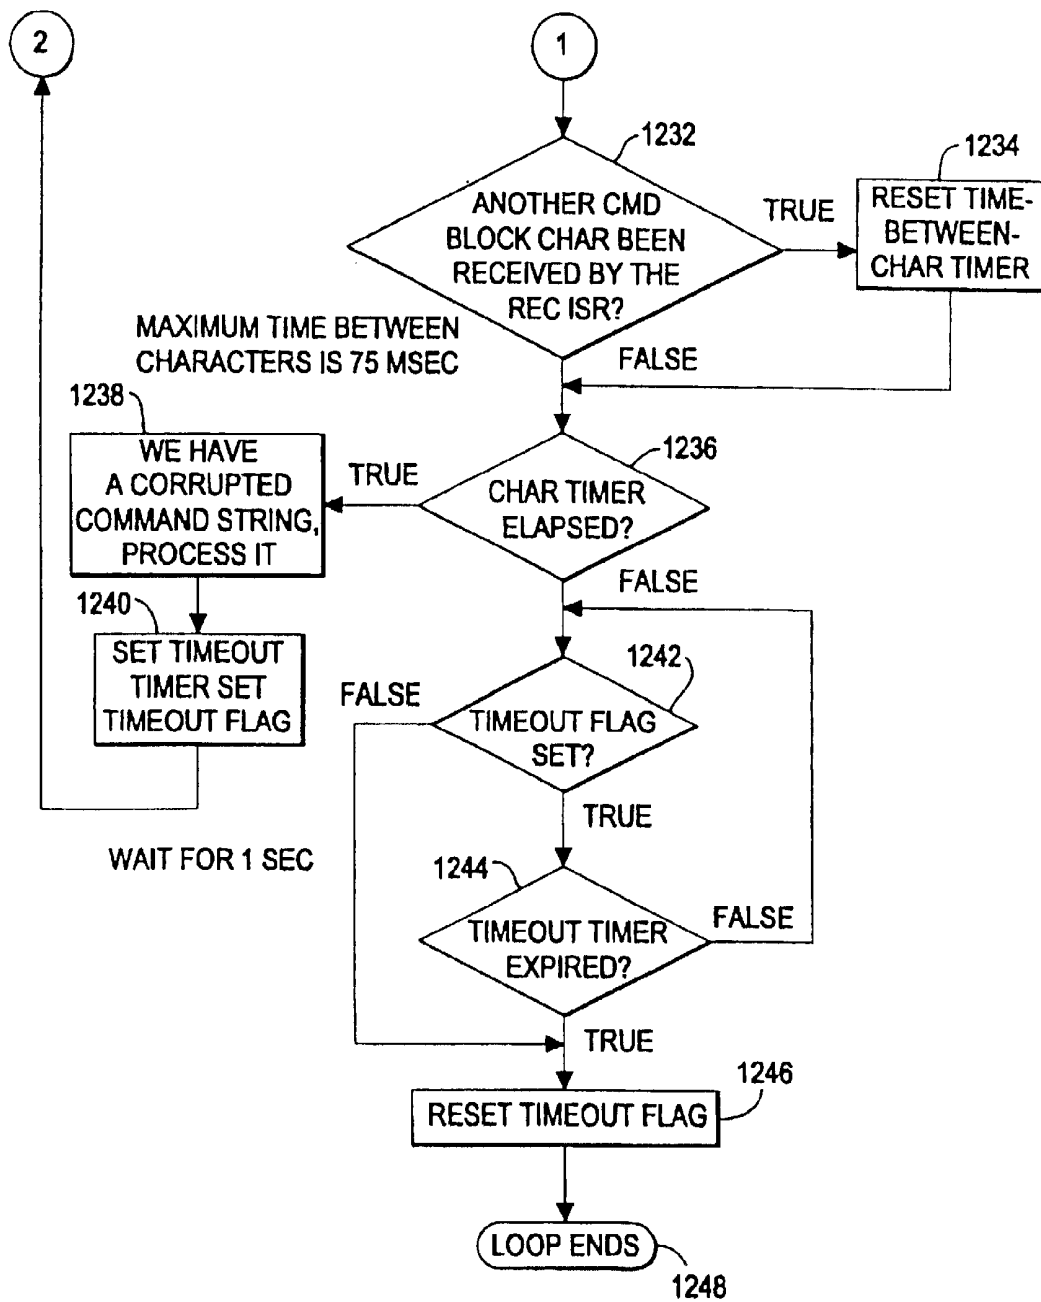 2
1
1232
ANOTHER CMD
BLOCK CHAR BEEN
RECEIVED BY THE
REC ISR?
TRUE
1234
RESET TIME-
BETWEEN-
CHAR TIMER
MAXIMUM TIME BETWEEN
CHARACTERS IS 75 MSEC
FALSE
1238
WE HAVE
A CORRUPTED
COMMAND STRING,
PROCESS IT
TRUE
1236
CHAR TIMER
ELAPSED?
FALSE
1240
SET TIMEOUT
TIMER SET
TIMEOUT FLAG
FALSE
1242
TIMEOUT FLAG
SET?
TRUE
WAIT FOR 1 SEC
1244
TIMEOUT TIMER
EXPIRED?
FALSE
TRUE
1246
RESET TIMEOUT FLAG
LOOP ENDS
1248